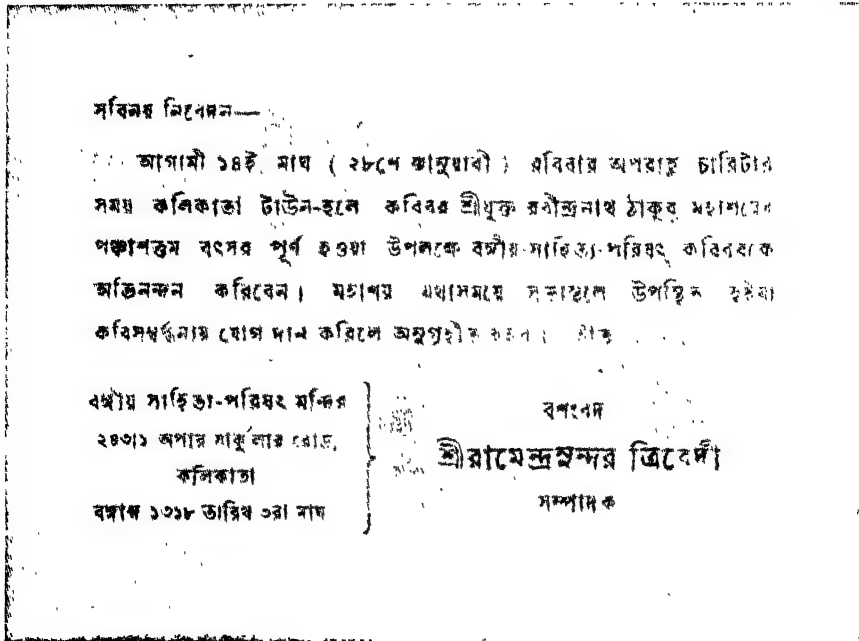 সবিনয় নিবেদন—
আগামী ১৪ই মাঘ ( ২৮শে জানুয়ারী ) রবিবার অপরাহ্ণ চারিটার
সময় কলিকাতা টাউন-হলে কবিবর শ্রীযুক্ত রবীন্দ্রনাথ ঠাকুর মহাশয়ের
পঞ্চাশত্তম বৎসর পূর্ণ হওয়া উপলক্ষে বঙ্গীয়-সাহিত্য-পরিষৎ কবিবরকে
অভিনন্দন করিবেন। মহাশয় যথাসময়ে সভাস্থলে উপস্থিত হইয়া
কবিসম্বর্দ্ধনায় যোগ দান করিলে অনুগৃহীত হইব। ইতি
বঙ্গীয় সাহিত্য-পরিষৎ মন্দির
২৪৩/১ অপার সার্কুলার রোড,
কলিকাতা
বঙ্গাব্দ ১৩১৮ তারিখ ৩রা মাঘ
বশংবদ
শ্রীরামেন্দ্রসুন্দর ত্রিবেদী
সম্পাদক